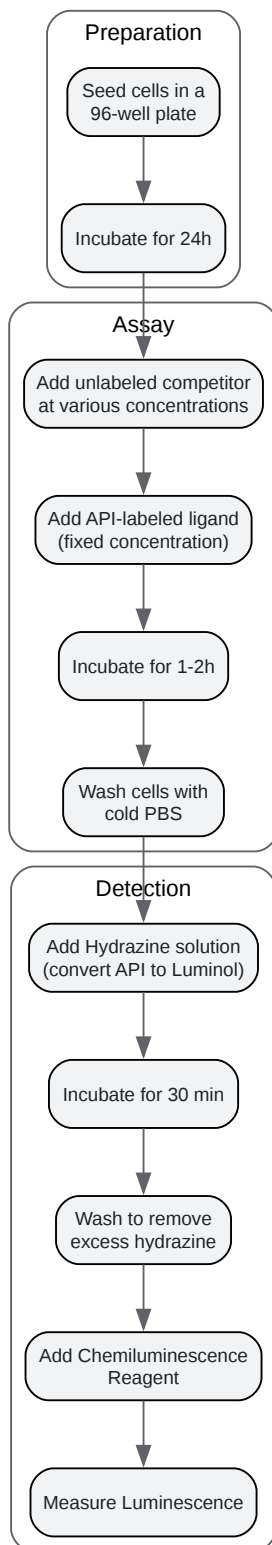 Preparation
Seed cells in a
96-well plate
Incubate for 24h
Assay
Add unlabeled competitor
at various concentrations
Add API-labeled ligand
(fixed concentration)
Incubate for 1-2h
Wash cells with
cold PBS
Detection
Add Hydrazine solution
(convert API to Luminol)
Incubate for 30 min
Wash to remove
excess hydrazine
Add Chemiluminescence
Reagent
Measure Luminescence